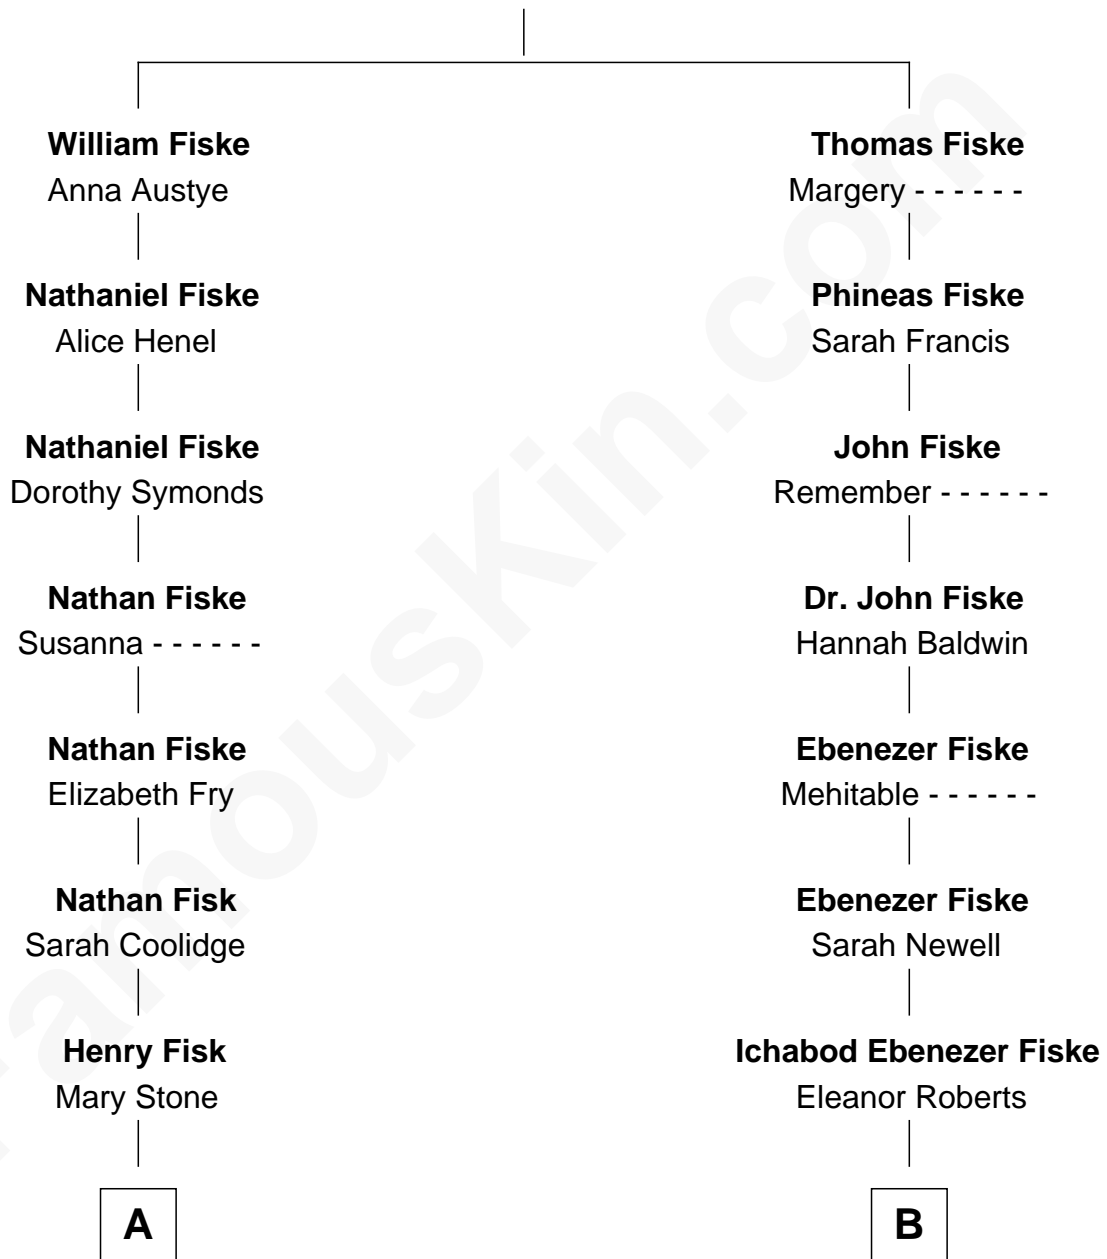 William Fiske
Anna Austye
Thomas Fiske
Margery - - - - - -
Nathaniel Fiske
Alice Henel
Phineas Fiske
Sarah Francis
Nathaniel Fiske
Dorothy Symonds
John Fiske
Remember - - - - - -
Nathan Fiske
Susanna - - - - - -
Dr. John Fiske
Hannah Baldwin
Nathan Fiske
Elizabeth Fry
Ebenezer Fiske
Mehitable - - - - - -
Nathan Fisk
Sarah Coolidge
Ebenezer Fiske
Sarah Newell
Henry Fisk
Mary Stone
Ichabod Ebenezer Fiske
Eleanor Roberts
A
B
FamousKin.com